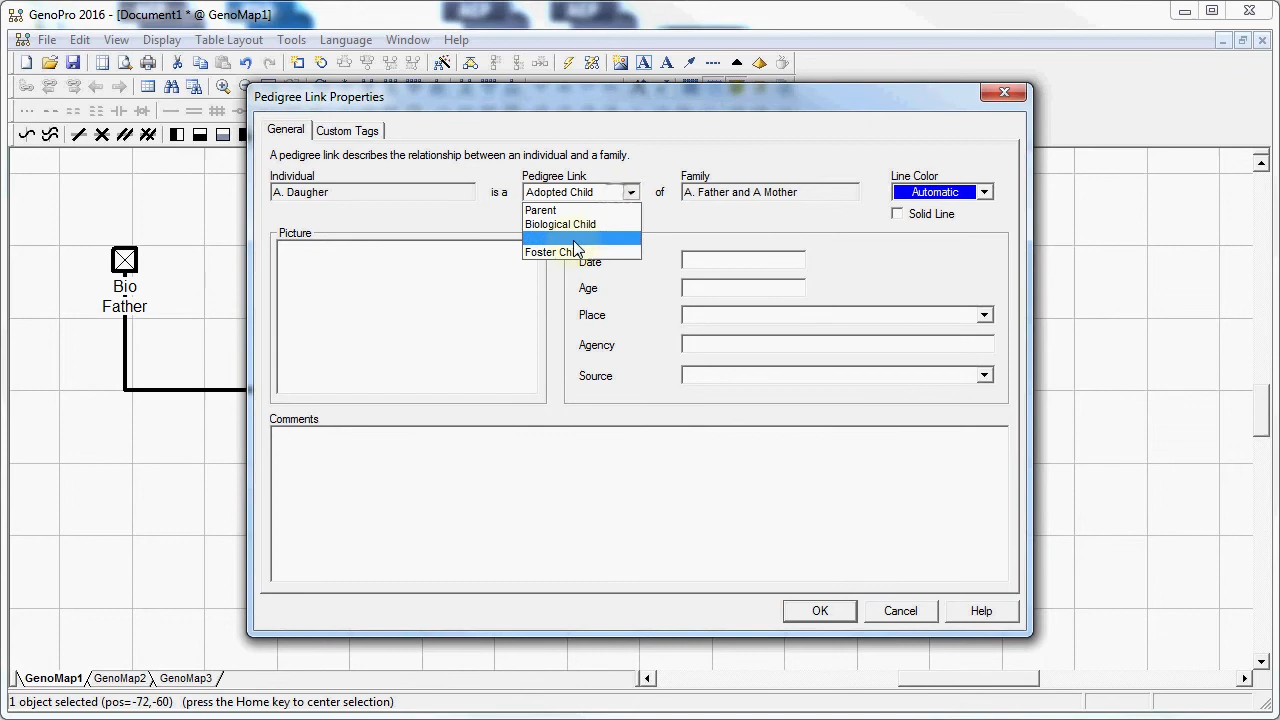 GenoPro 2016 - [Document1 * @ GenoMap1]
File Edit View Display Table Layout Tools Language Window Help
Pedigree Link Properties
General Custom Tags
A pedigree link describes the relationship between an individual and a family.
Individual Pedigree Link Family Line Color
A. Daugher is a Adopted Child of A. Father and A Mother Automatic
Parent Solid Line
Biological Child
Picture
Foster Chi
Date
Age
Place
Agency
Source
Comments
Bio
Father
OK Cancel Help
GenoMap1 GenoMap2 GenoMap3
1 object selected (pos=-72,-60) (press the Home key to center selection)